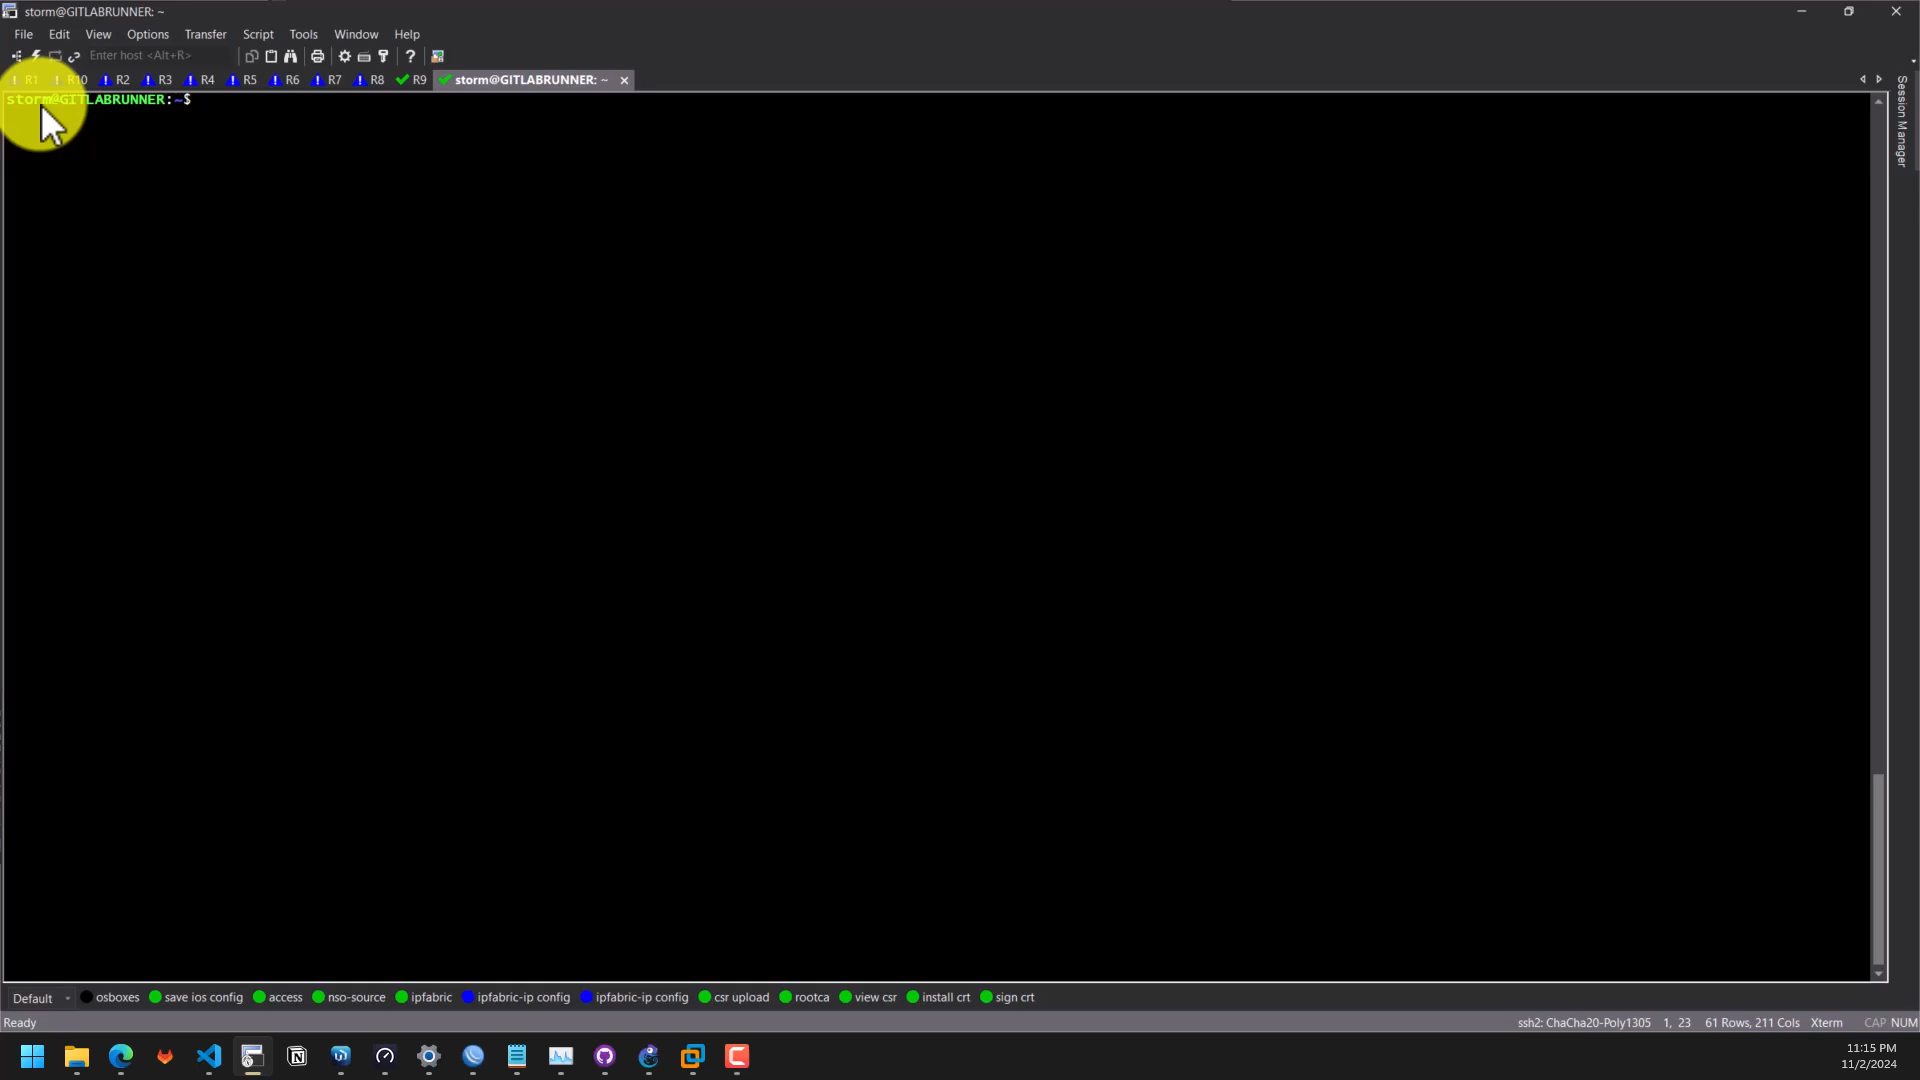 storm@GITLABRUNNER: ~
File Edit View Options Transfer Script Tools Window Help
Enter host <Alt+R>
R1 R10 R2 R3 R4 R5 R6 R7 R8 R9 storm@GITLABRUNNER: ~
storm@GITLABRUNNER:~$
Session Manager
Default osboxes save ios config access nso-source ipfabric ipfabric-ip config ipfabric-ip config csr upload rootca view csr install crt sign crt
Ready ssh2: ChaCha20-Poly1305 1, 23 61 Rows, 211 Cols Xterm CAP NUM
11:15 PM
11/2/2024